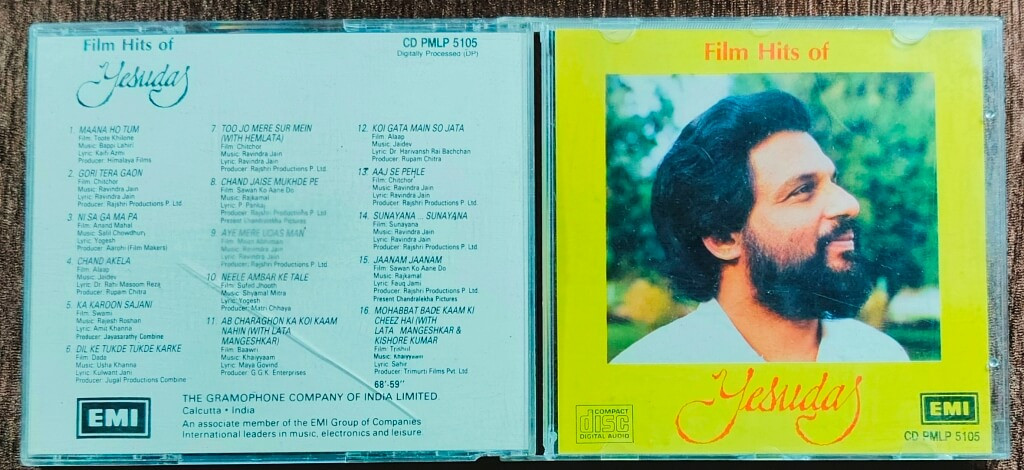 Film Hits of
Yesudas
CD PMLP 5105
Digitally Processed (DP)
1. MAANA HO TUM
Film: Toote Khilone
Music: Bappi Lahiri
Lyric: Kaifi Azmi
Producer: Himalaya Films
2. GORI TERA GAON
Film: Chitchor
Music: Ravindra Jain
Lyric: Ravindra Jain
Producer: Rajshri Productions P. Ltd.
3. NI SA GA MA PA
Film: Anand Mahal
Music: Salil Chowdhury
Lyric: Yogesh
Producer: Aarohi (Film Makers)
4. CHAND AKELA
Film: Alaap
Music: Jaidev
Lyric: Dr. Rahi Masoom Reza
Producer: Rupam Chitra
5. KA KAROON SAJANI
Film: Swami
Music: Rajesh Roshan
Lyric: Amit Khanna
Producer: Jayasarathy Combine
6. DIL KE TUKDE TUKDE KARKE
Film: Dada
Music: Usha Khanna
Lyric: Kulwant Jani
Producer: Jugal Productions Combine
7. TOO JO MERE SUR MEIN
(WITH HEMLATA)
Film: Chitchor
Music: Ravindra Jain
Lyric: Ravindra Jain
Producer: Rajshri Productions P. Ltd.
8. CHAND JAISE MUKHDE PE
Film: Sawan Ko Aane Do
Music: Rajkamal
Lyric: P. Pankaj
Producer: Rajshri Productions P. Ltd
Present Chandralekha Pictures
9. AYE MERE UDAS MAN
Film:
Music: Ravindra Jain
Lyric: Ravindra Jain
Producer: Rajshri Productions P. Ltd.
10. NEELE AMBAR KE TALE
Film: Sufed Jhooth
Music: Shyamal Mitra
Lyric: Yogesh
Producer: Matri Chhaya
11. AB CHARAGHON KA KOI KAAM
NAHIN (WITH LATA
MANGESHKAR)
Film: Baawri
Music: Khaiyyaam
Lyric: Maya Govind
Producer: G.G.K. Enterprises
12. KOI GATA MAIN SO JATA
Film: Alaap
Music: Jaidev
Lyric: Dr. Harivansh Rai Bachchan
Producer: Rupam Chitra
13. AAJ SE PEHLE
Film: Chitchor
Music: Ravindra Jain
Lyric: Ravindra Jain
Producer: Rajshri Productions P. Ltd
14. SUNAYANA ... SUNAYANA
Film: Sunayana
Music: Ravindra Jain
Lyric: Ravindra Jain
Producer: Rajshri Productions P. Ltd
15. JAANAM JAANAM
Film: Sawan Ko Aane Do
Music: Rajkamal
Lyric: Fauq Jami
Producer: Rajshri Productions P. Ltd.
Present Chandralekha Pictures
16. MOHABBAT BADE KAAM KI
CHEEZ HAI (WITH
LATA MANGESHKAR &
KISHORE KUMAR
Film: Trishul
Music: Khaiyyaam
Lyric: Sahir
Producer: Trimurti Films Pvt. Ltd
68'-59"
EMI
THE GRAMOPHONE COMPANY OF INDIA LIMITED
Calcutta • India
An associate member of the EMI Group of Companies
International leaders in music, electronics and leisure.
Film Hits of
Yesudas
COMPACT
disc
DIGITAL AUDIO
EMI
CD PMLP 5105